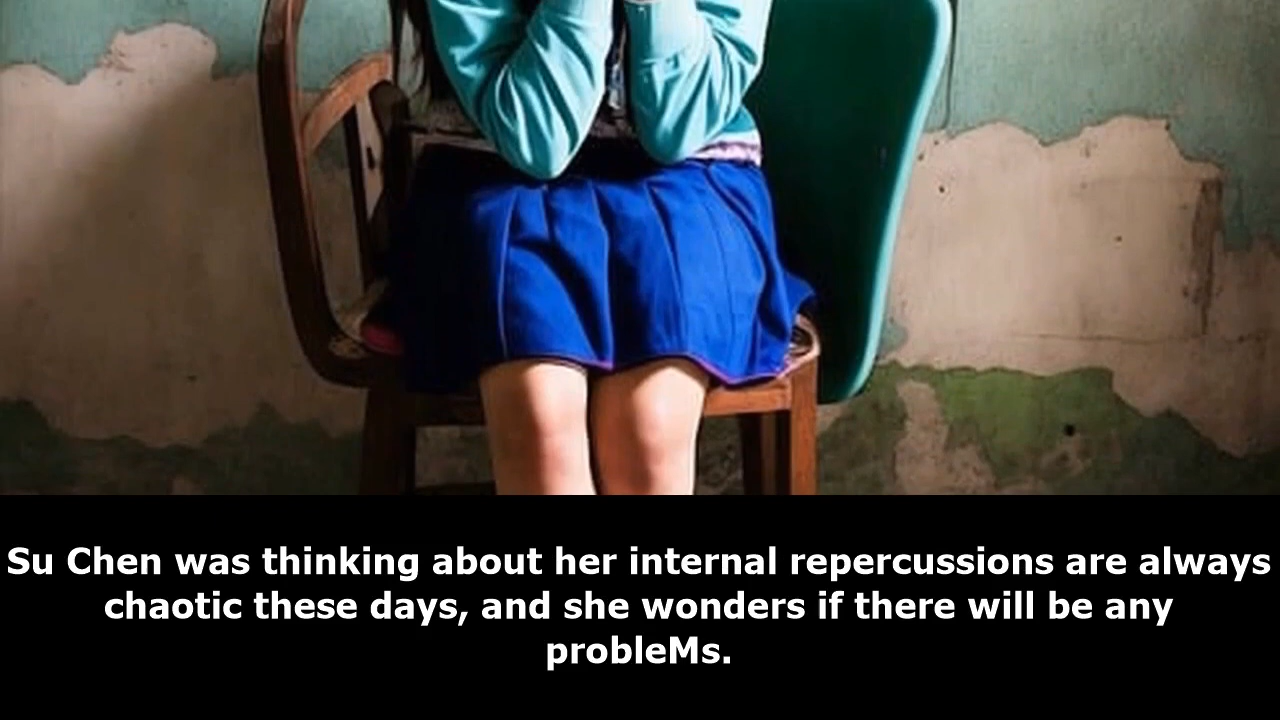 Su Chen was thinking about her internal repercussions are always
chaotic these days, and she wonders if there will be any
probleMs.